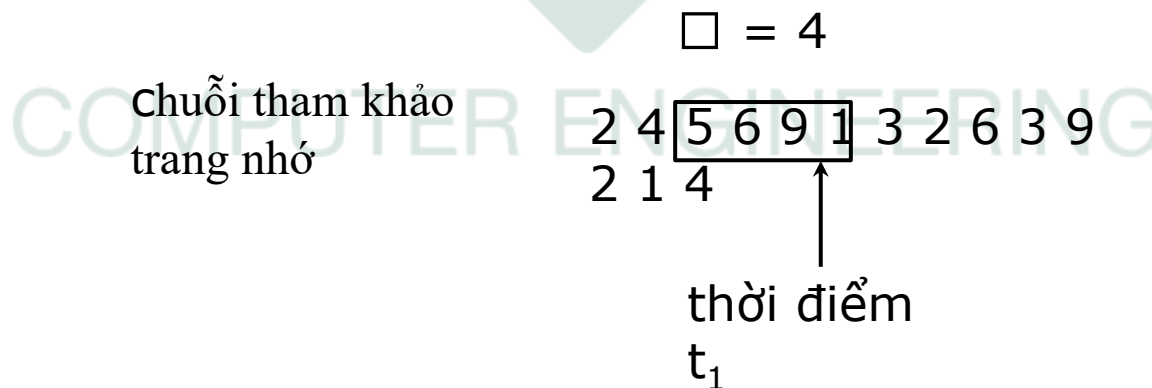 □ = 4
COMPUTER ENGINEERING
Chuỗi tham khảo
trang nhớ
2 4 5 6 9 1 3 2 6 3 9
2 1 4
thời điểm
t₁